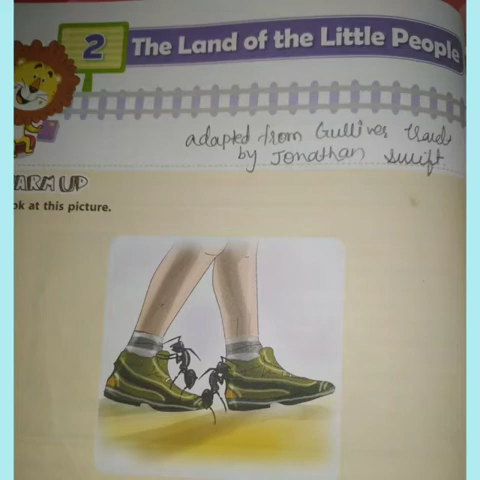 2
The Land of the Little People
adapted from Gullivers Travels
by Jonathan Swift
ARM UP
ok at this picture.